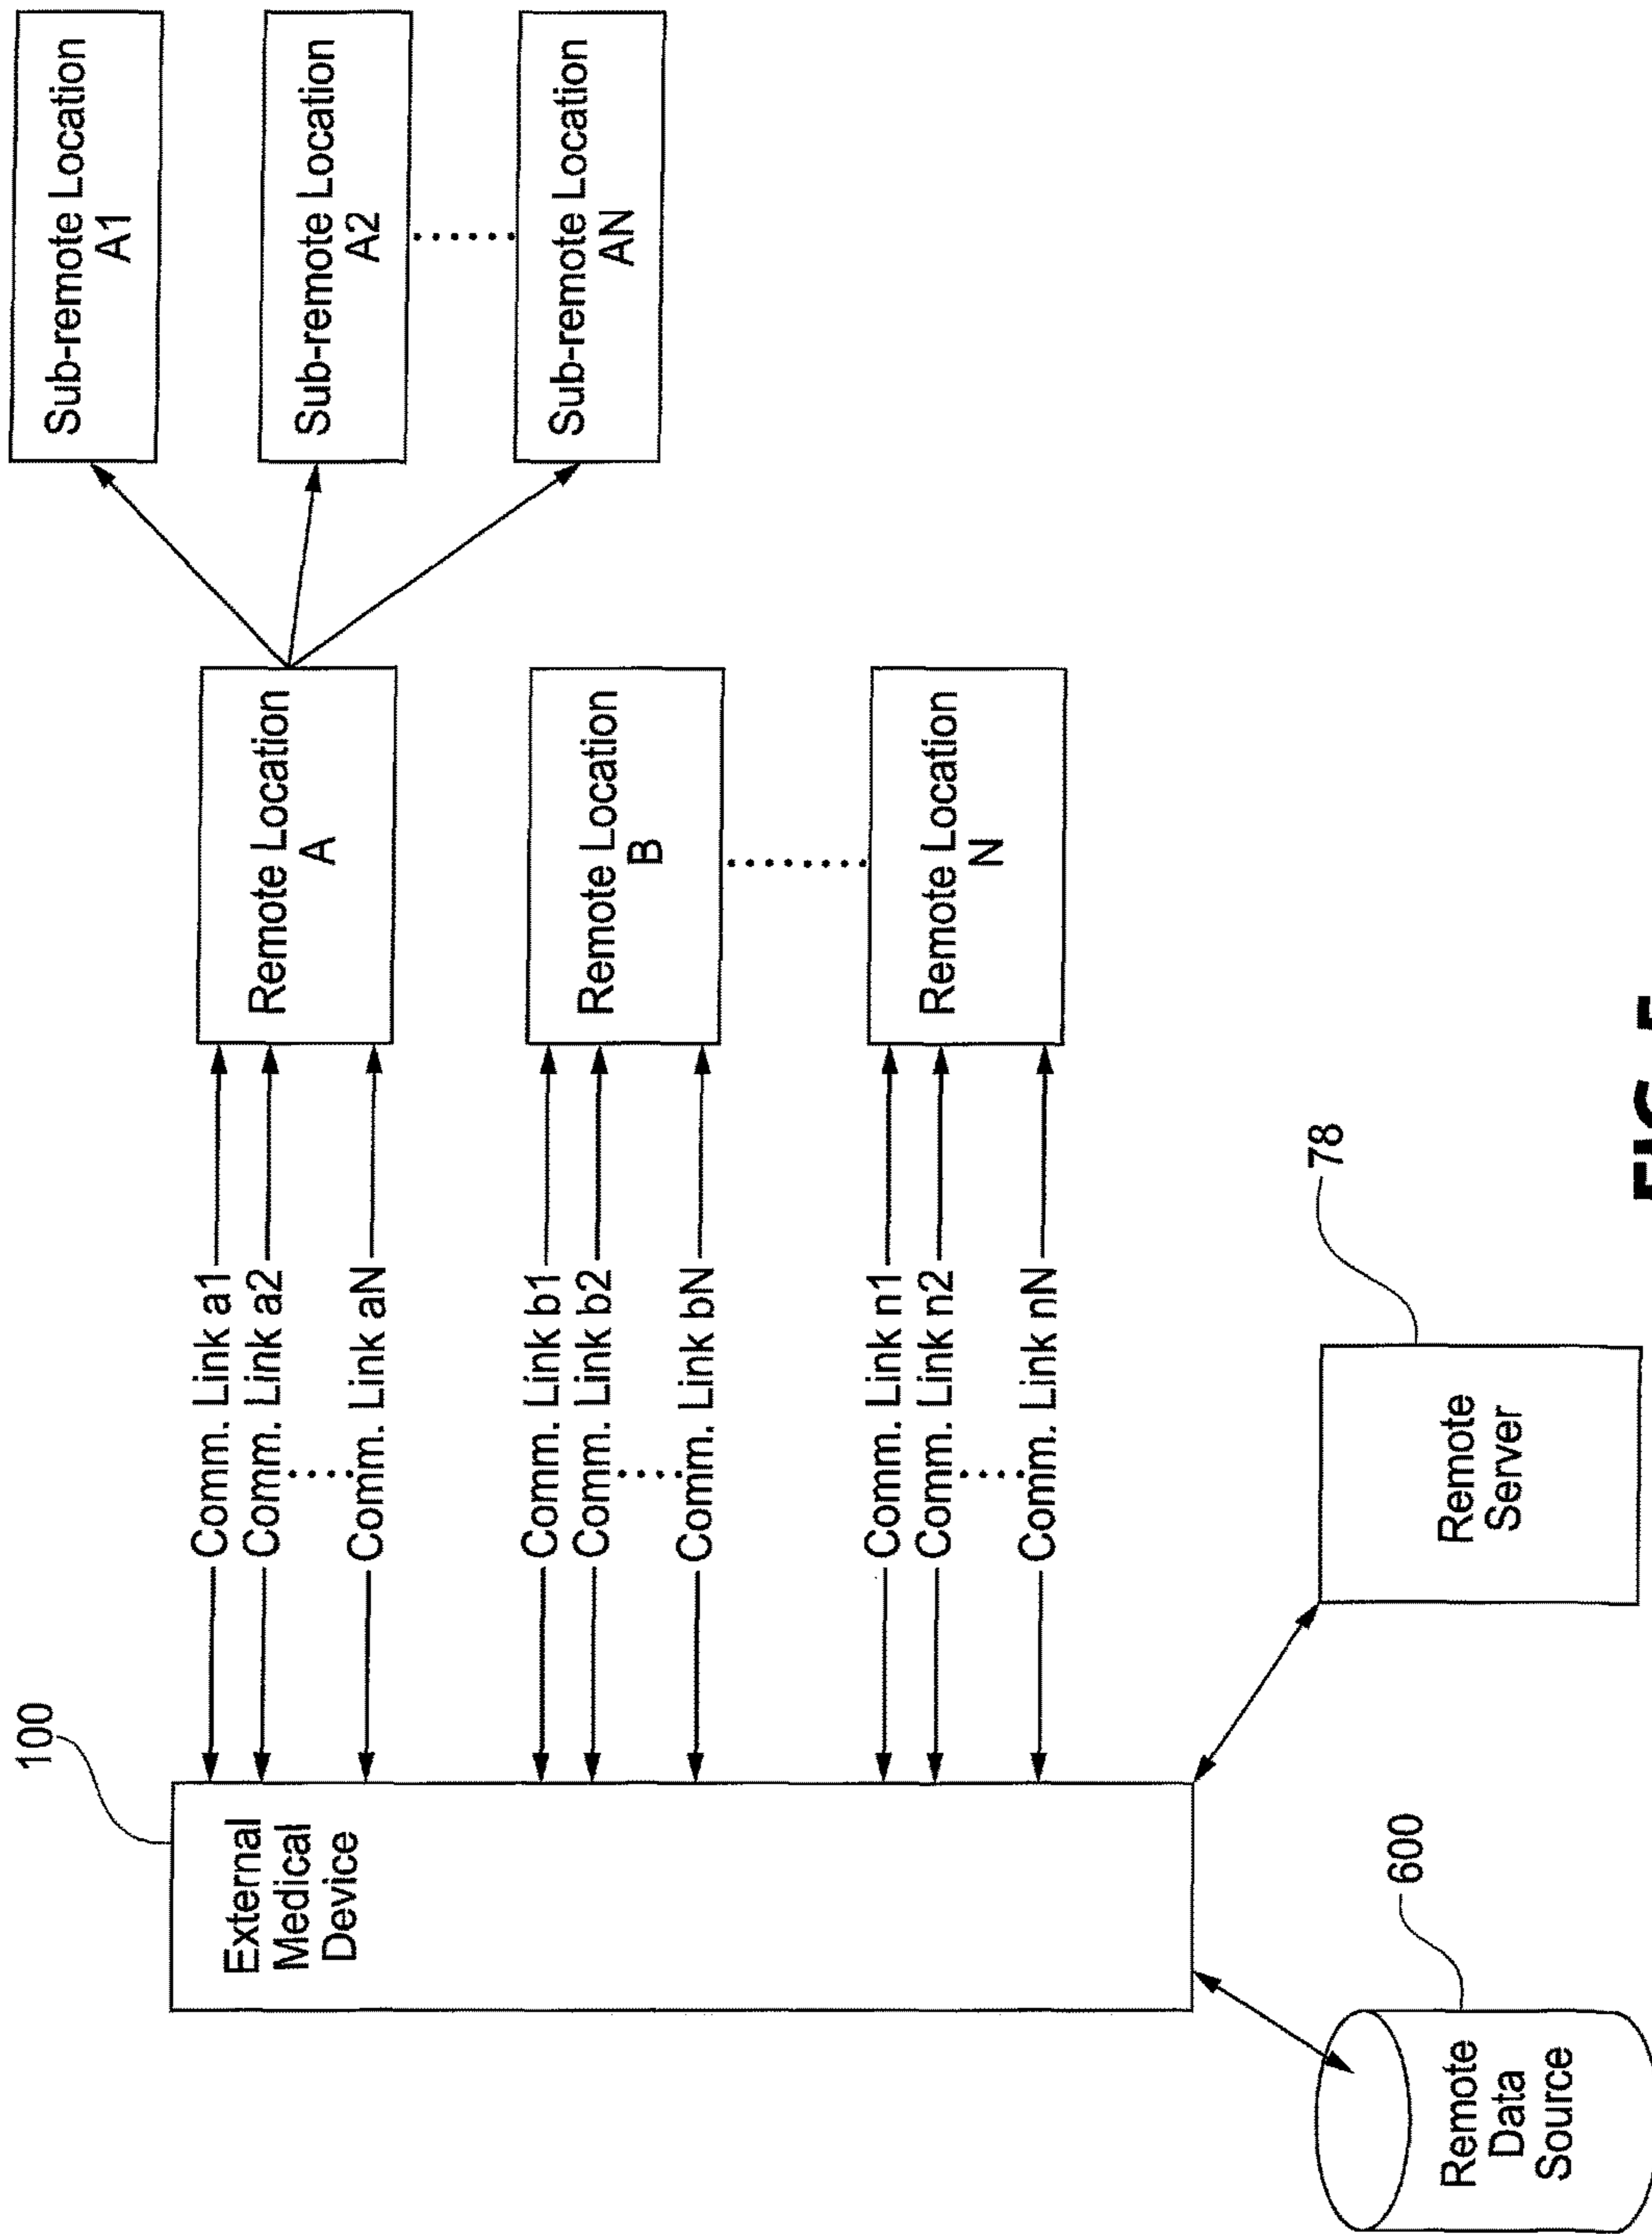 100
External
Medical
Device
Comm. Link a1
Comm. Link a2
Comm. Link aN
Comm. Link b1
Comm. Link b2
Comm. Link bN
Comm. Link n1
Comm. Link n2
Comm. Link nN
Remote Location
A
Remote Location
B
Remote Location
N
Sub-remote Location
A1
Sub-remote Location
A2
Sub-remote Location
AN
600
Remote
Data
Source
78
Remote
Server